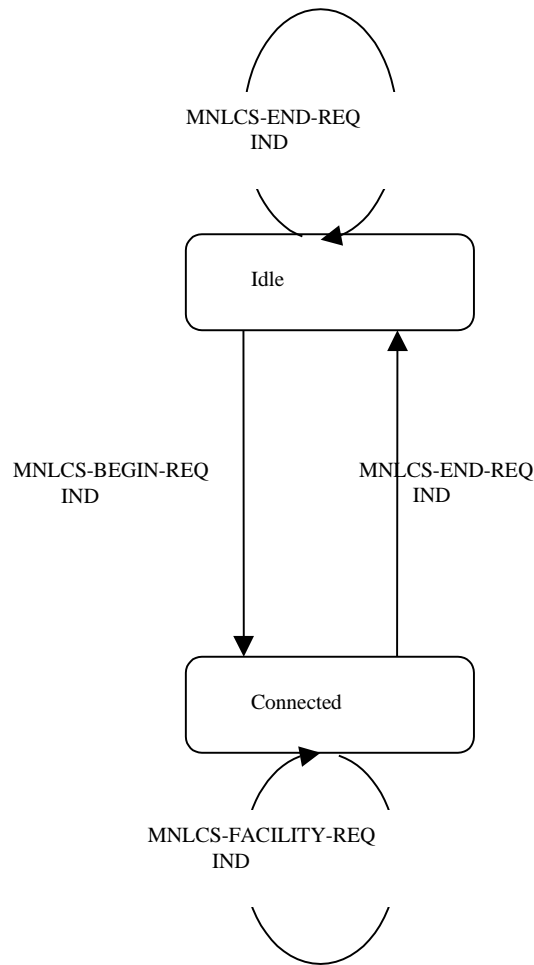 MNLCS-END-REQ
IND
Idle
MNLCS-BEGIN-REQ
IND
MNLCS-END-REQ
IND
Connected
MNLCS-FACILITY-REQ
IND